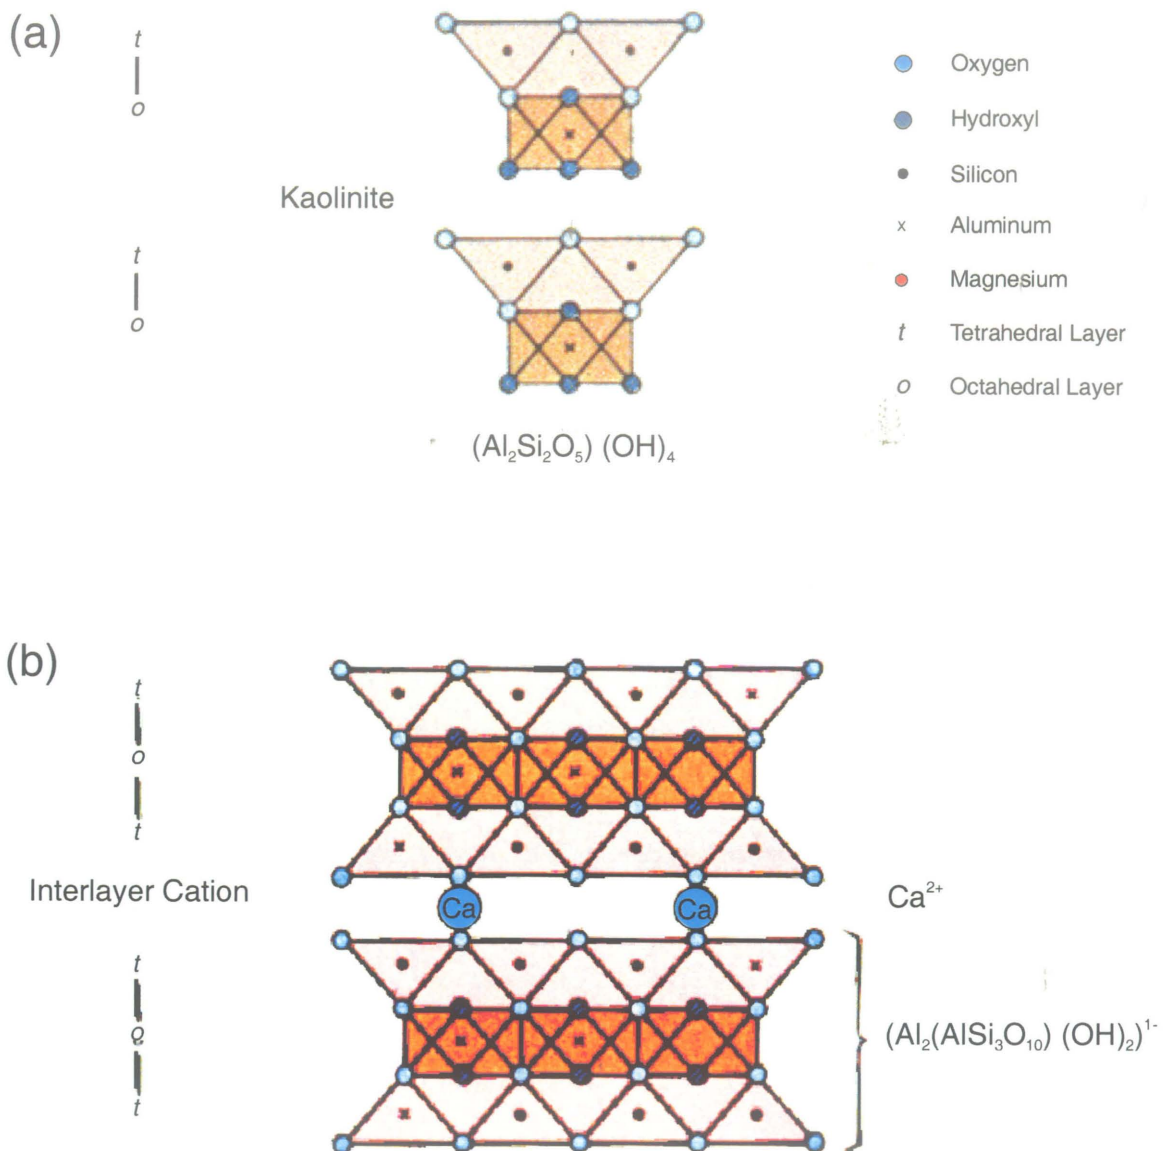 (a)
t
o
Kaolinite
t
o
(Al₂Si₂O₅) (OH)₄
Oxygen
Hydroxyl
Silicon
x Aluminum
Magnesium
t Tetrahedral Layer
o Octahedral Layer
(b)
t
o
t
Interlayer Cation
Ca Ca
Ca²⁺
t
o
t
(Al₂(AlSi₃O₁₀) (OH)₂)¹⁻